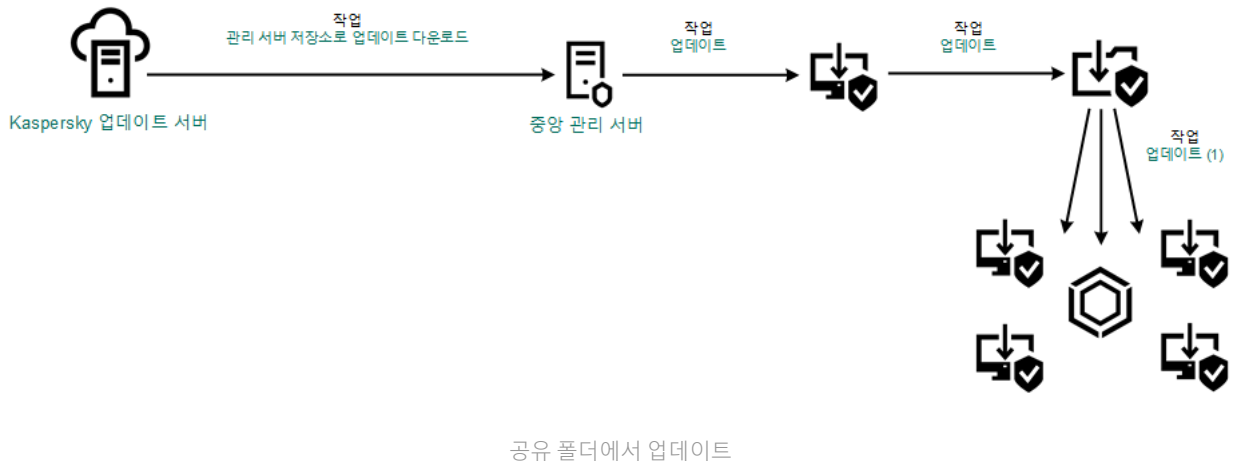 작업
관리 서버 저장소로 업데이트 다운로드
작업
업데이트
작업
업데이트
Kaspersky 업데이트 서버
중앙 관리 서버
작업
업데이트 (1)
공유 폴더에서 업데이트